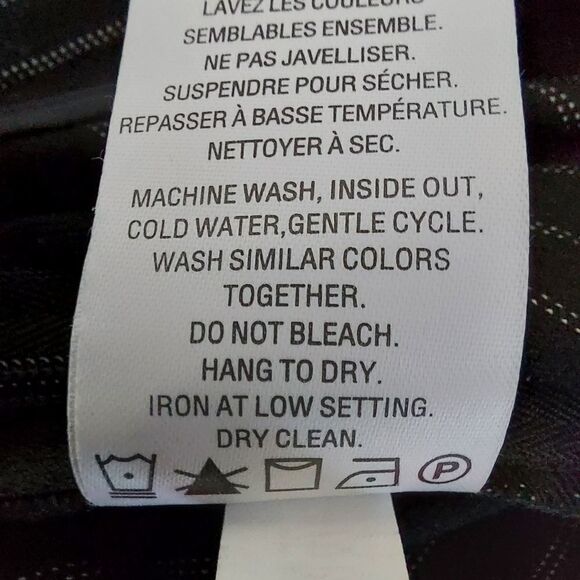 LAVEZ LES COULEURS
SEMBLABLES ENSEMBLE.
NE PAS JAVELLISER.
SUSPENDRE POUR SÉCHER.
REPASSER À BASSE TEMPÉRATURE.
NETTOYER À SEC.
MACHINE WASH, INSIDE OUT,
COLD WATER,GENTLE CYCLE.
WASH SIMILAR COLORS
TOGETHER.
DO NOT BLEACH.
HANG TO DRY.
IRON AT LOW SETTING.
DRY CLEAN.
P